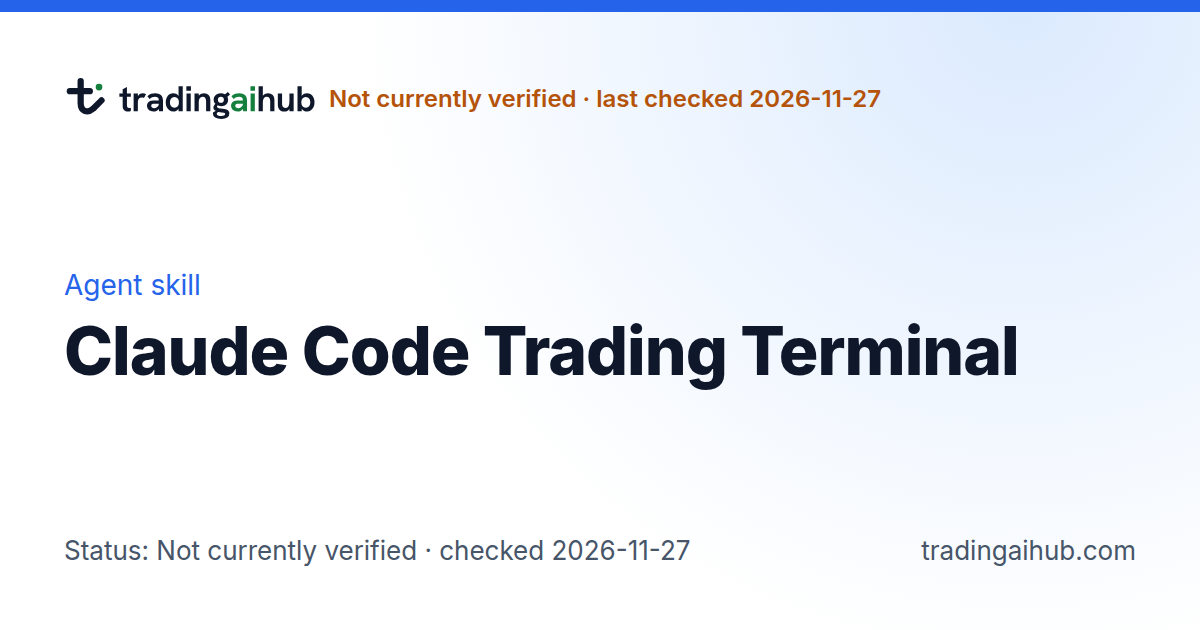 tradingaihub Not currently verified · last checked 2026-11-27
Agent skill
Claude Code Trading Terminal
Status: Not currently verified · checked 2026-11-27
tradingaihub.com